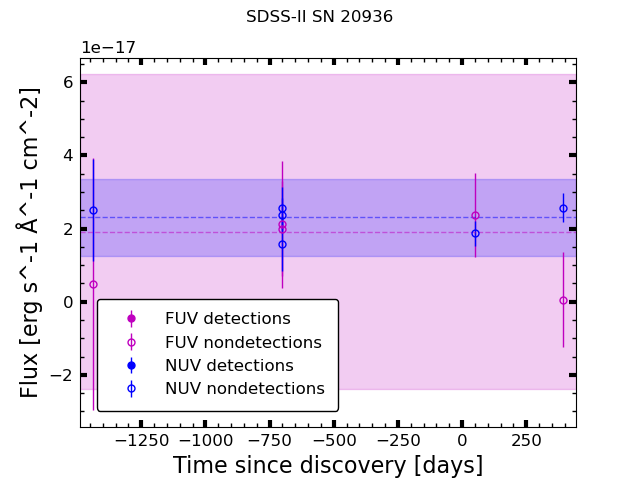 SDSS-II SN 20936
1e−17
6
4
2
0
−2
Flux [erg s^-1 Å^-1 cm^-2]
FUV detections
FUV nondetections
NUV detections
NUV nondetections
−1250 −1000 −750 −500 −250 0 250
Time since discovery [days]